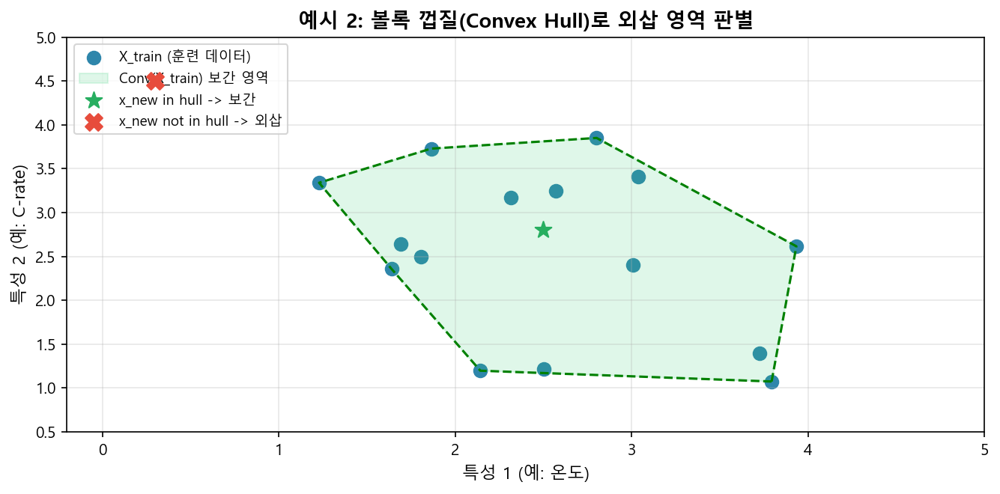 예시 2: 볼록 껍질(Convex Hull)로 외삽 영역 판별
X_train (훈련 데이터)
Conv(X_train) 보간 영역
x_new in hull -> 보간
x_new not in hull -> 외삽
특성 2 (예: C-rate)
5.0
4.5
4.0
3.5
3.0
2.5
2.0
1.5
1.0
0.5
0 1 2 3 4 5
특성 1 (예: 온도)